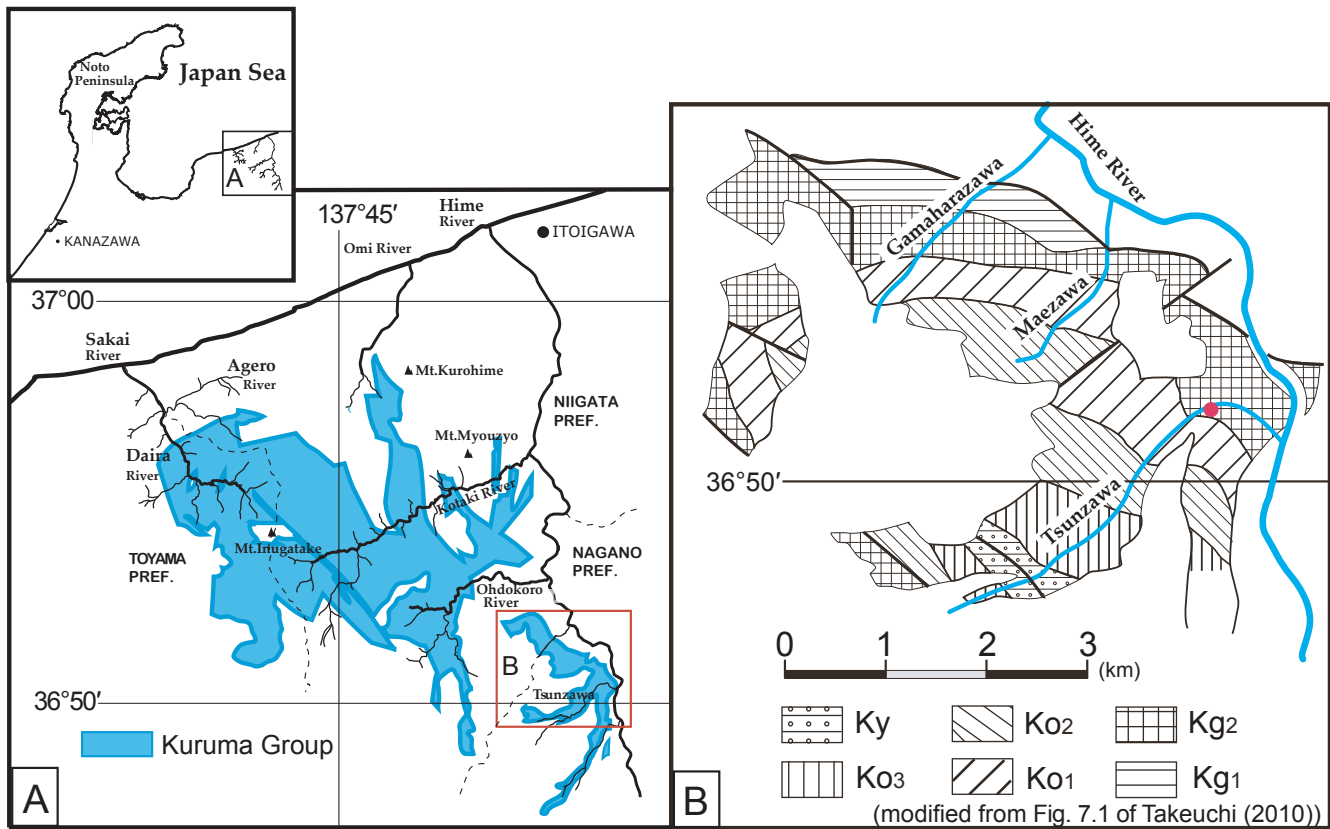 Noto
Peninsula
Japan Sea
A
KANAZAWA
137°45′
Hime
River
ITOIGAWA
Omi River
37°00
Sakai
River
Agero
River
Mt.Kurohime
NIIGATA
PREF.
Mt.Myouzyo
Daira
River
Kotaki River
Mt.Inugatake
TOYAMA
PREF.
NAGANO
PREF.
Ohdokoro
River
B
Tsunzawa
36°50′
Kuruma Group
A
Hime River
Gamaharazawa
Maezawa
36°50′
Tsunzawa
0 1 2 3
(km)
Ky Ko2 Kg2
Ko3 Ko1 Kg1
B
(modified from Fig. 7.1 of Takeuchi (2010))